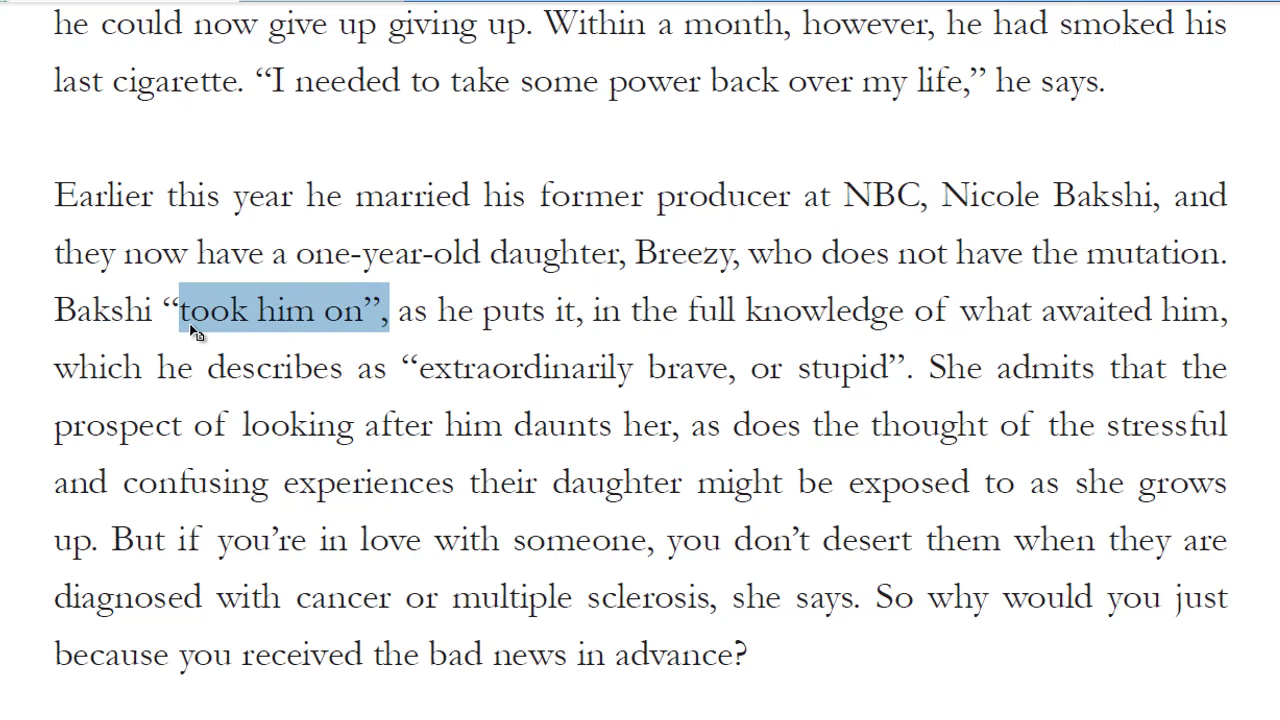 he could now give up giving up. Within a month, however, he had smoked his
last cigarette. “I needed to take some power back over my life,” he says.
Earlier this year he married his former producer at NBC, Nicole Bakshi, and
they now have a one-year-old daughter, Breezy, who does not have the mutation.
Bakshi “took him on”, as he puts it, in the full knowledge of what awaited him,
which he describes as “extraordinarily brave, or stupid”. She admits that the
prospect of looking after him daunts her, as does the thought of the stressful
and confusing experiences their daughter might be exposed to as she grows
up. But if you’re in love with someone, you don’t desert them when they are
diagnosed with cancer or multiple sclerosis, she says. So why would you just
because you received the bad news in advance?